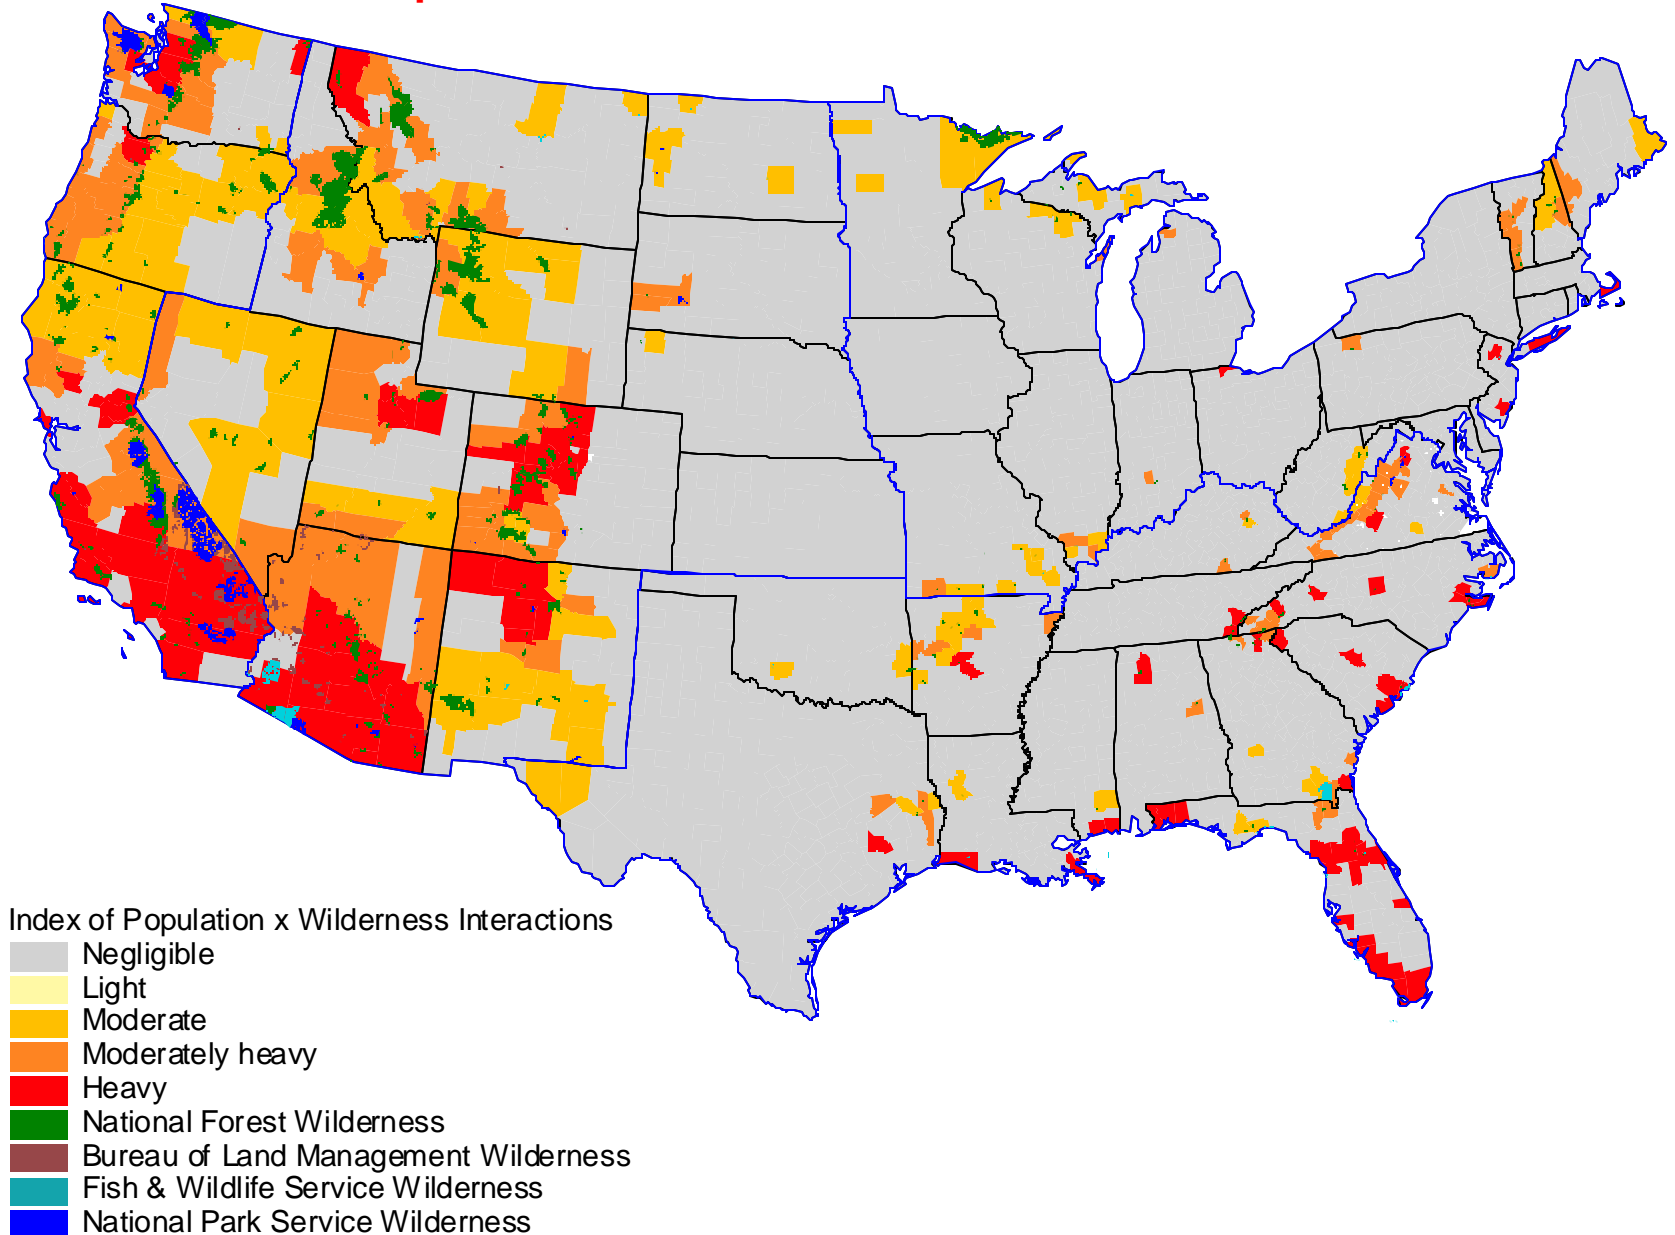 Index of Population x Wilderness Interactions
Negligible
Light
Moderate
Moderately heavy
Heavy
National Forest Wilderness
Bureau of Land Management Wilderness
Fish & Wildlife Service Wilderness
National Park Service Wilderness